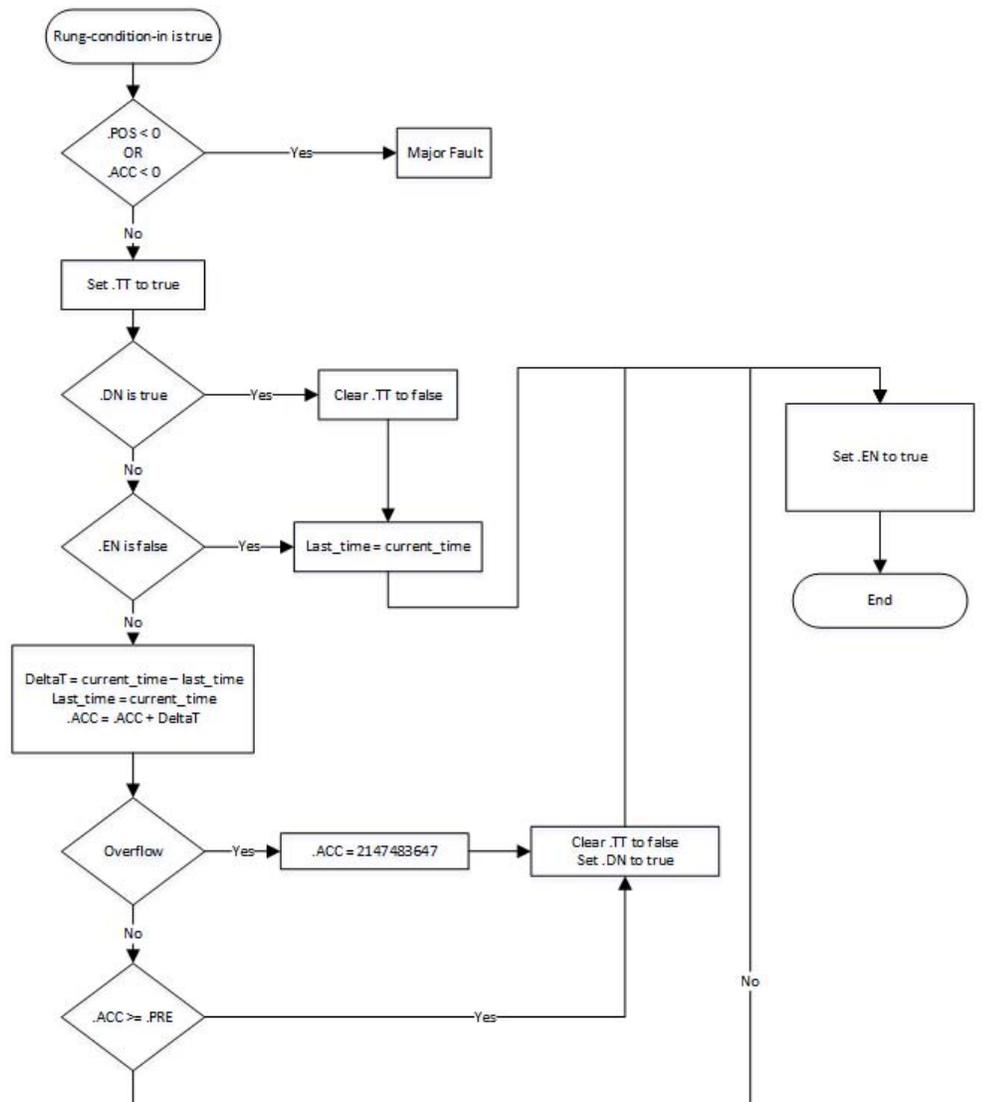 Rung-condition-in is true
.POS < 0
OR
.ACC < 0
Yes
Major Fault
No
Set .TT to true
.DN is true
Yes
Clear .TT to false
Set .EN to true
No
.EN is false
Yes
Last_time = current_time
End
No
DeltaT = current_time – last_time
Last_time = current_time
.ACC = .ACC + DeltaT
Overflow
Yes
.ACC = 2147483647
Clear .TT to false
Set .DN to true
No
No
.ACC >= .PRE
Yes